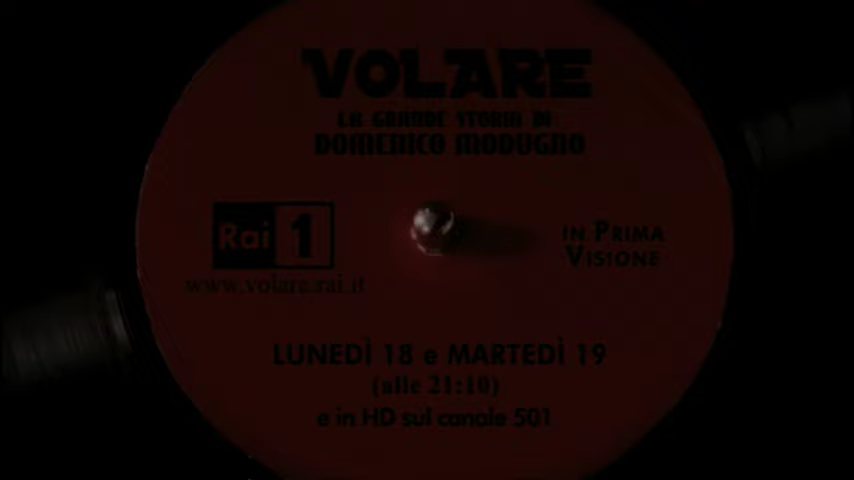 VOLARE
LA GRANDE STORIA DI
DOMENICO MODUGNO
Rai 1
www.volare.rai.it
IN PRIMA
VISIONE
LUNEDÌ 18 e MARTEDÌ 19
(alle 21:10)
e in HD sul canale 501